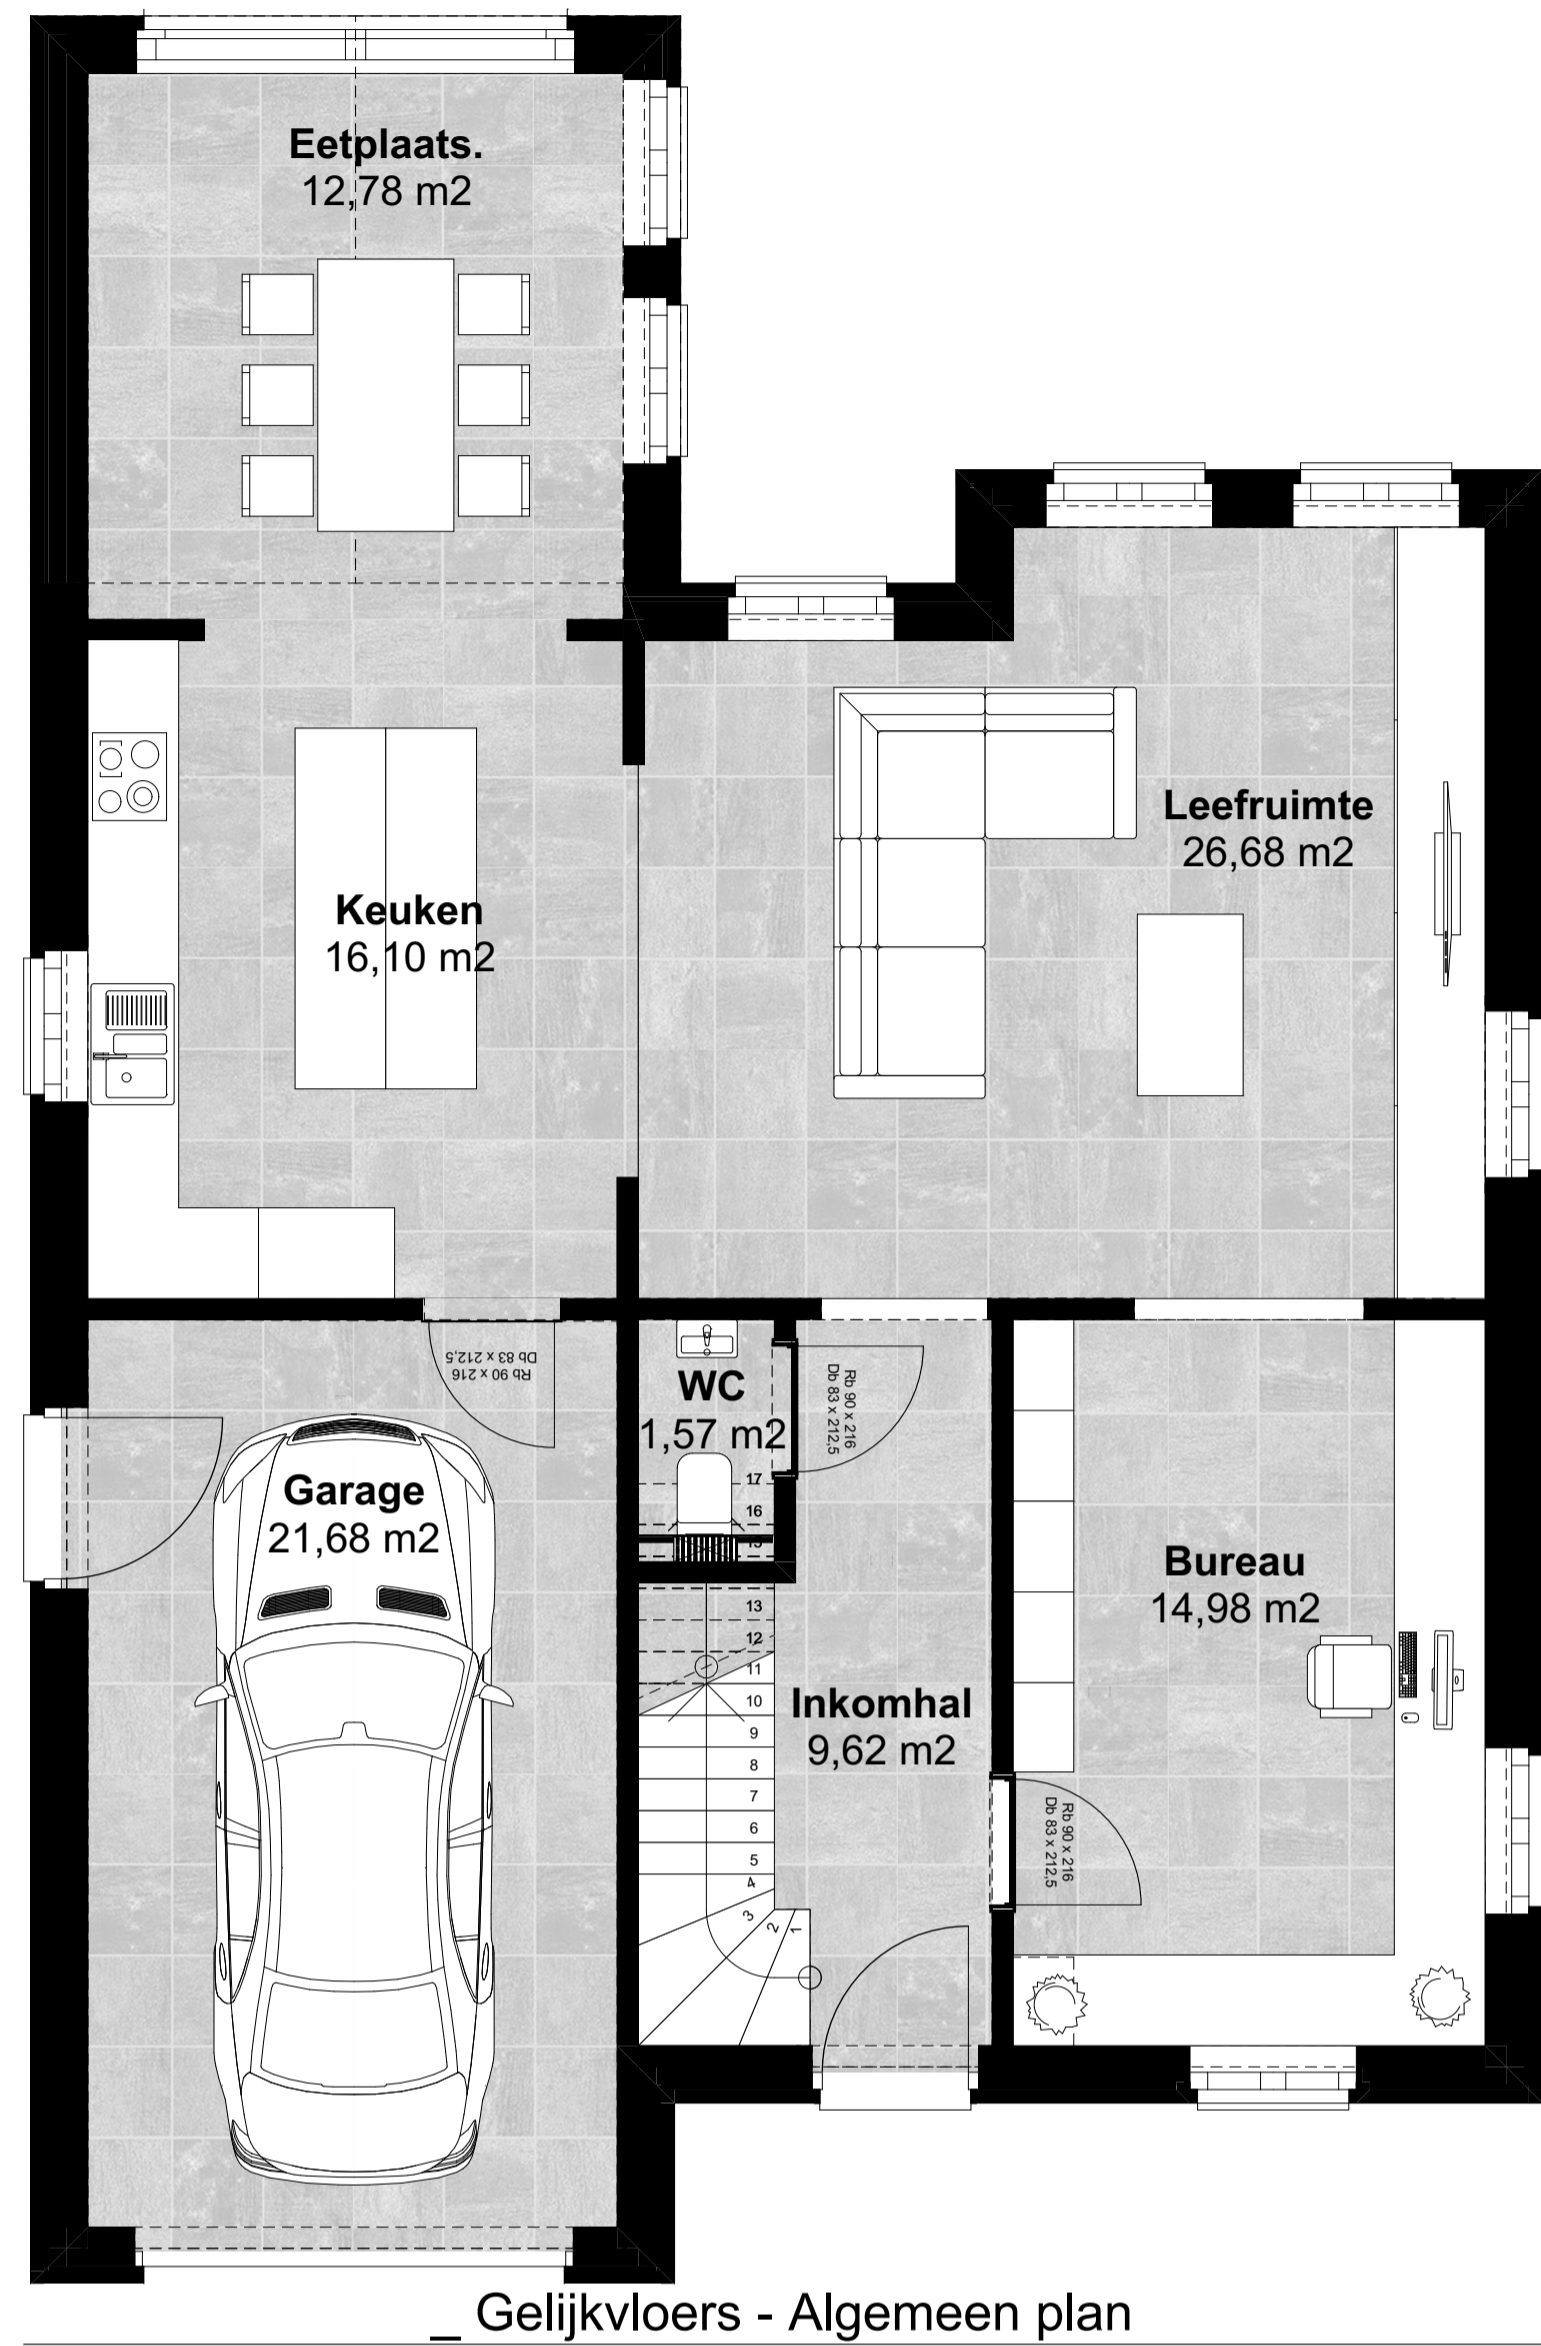 Eetplaats.
12,78 m2
Leefruimte
26,68 m2
Keuken
16,10 m2
Rb 90 x 216
Db 83 x 212,5
WC
1,57 m2
Rb 90 x 216
Db 83 x 212,5
17
16
15
Garage
21,68 m2
13
12
11
10
9
8
7
6
5
4
3
2
1
Inkomhal
9,62 m2
Bureau
14,98 m2
Rb 90 x 216
Db 83 x 212,5
_ Gelijkvloers - Algemeen plan